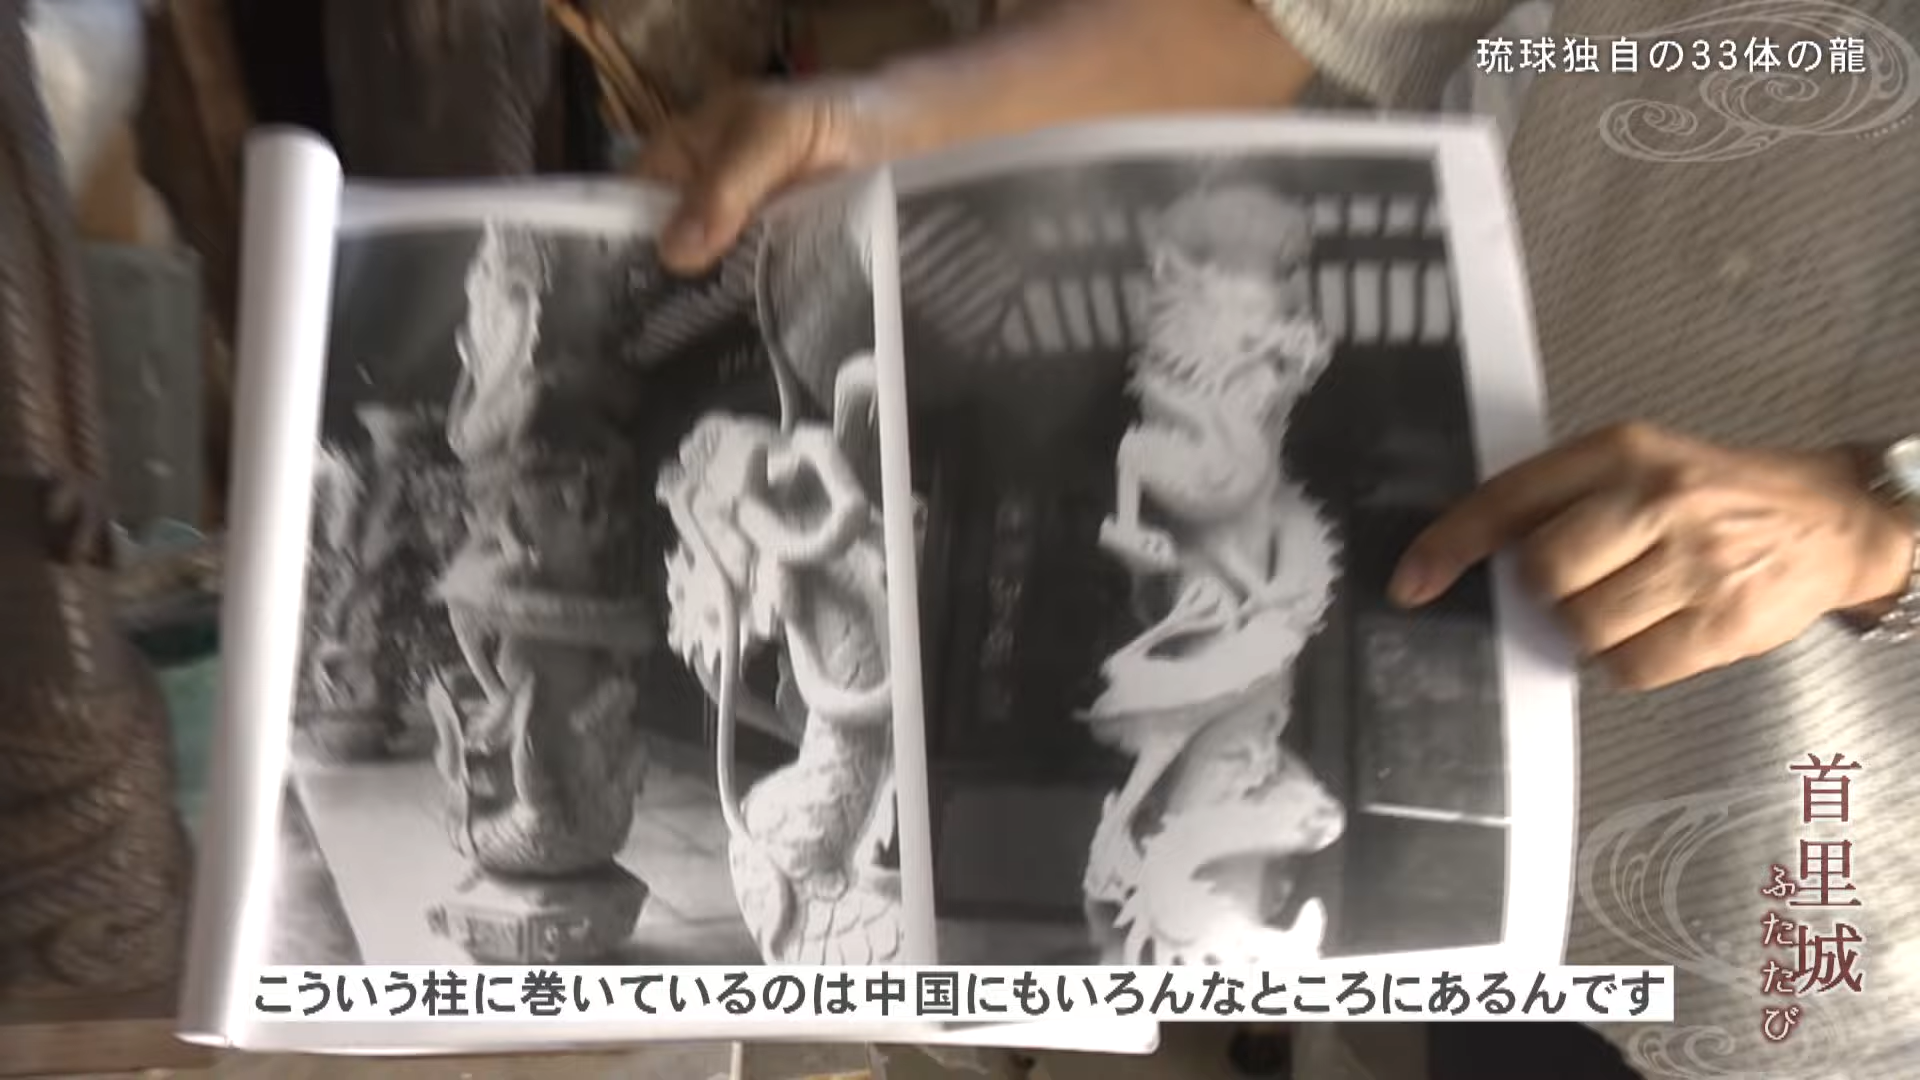 琉球独自の33体の龍
首里城
ふたたび
こういう柱に巻いているのは中国にもいろんなところにあるんです